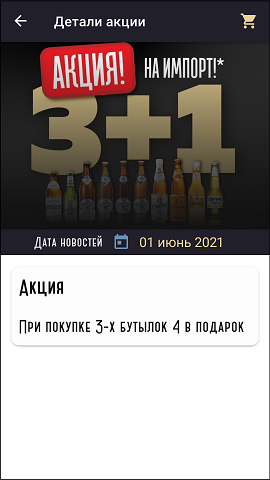 Детали акции
АКЦИЯ! НА ИМПОРТ!*
3+1
Дата новостей 01 июнь 2021
Акция
При покупке 3-х бутылок 4 в подарок